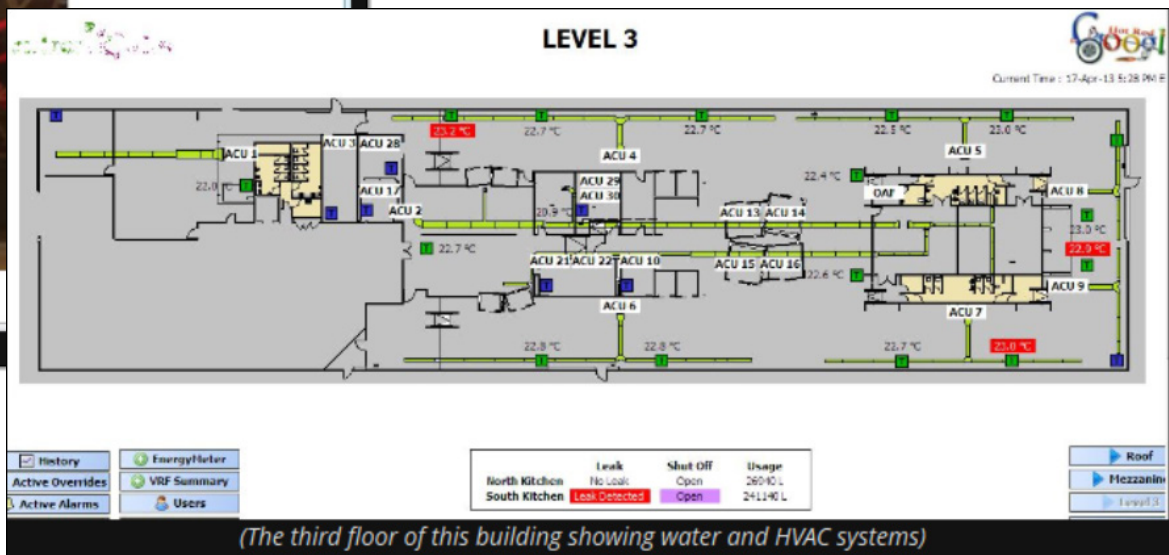 LEVEL 3
Current Time : 17-Apr-13 5:28 PM E
23.2 °C
22.7 °C
22.7 °C
22.5 °C
23.0 °C
ACU 1
ACU 3
ACU 28
ACU 4
ACU 5
22.0 °C
ACU 17
ACU 29
22.4 °C
ACU 8
ACU 2
ACU 30
20.9 °C
ACU 13
ACU 14
23.0 °C
22.7 °C
22.9 °C
ACU 21
ACU 22
ACU 10
ACU 15
ACU 16
22.6 °C
ACU 9
ACU 6
ACU 7
22.8 °C
22.8 °C
22.7 °C
23.0 °C
History
EnergyMeter
Active Overrides
VRF Summary
Active Alarms
Users
Leak Shut Off Usage
North Kitchen No Leak Open 26940 L
South Kitchen Leak Detected Open 241140 L
Roof
Mezzanin
Level 3
(The third floor of this building showing water and HVAC systems)